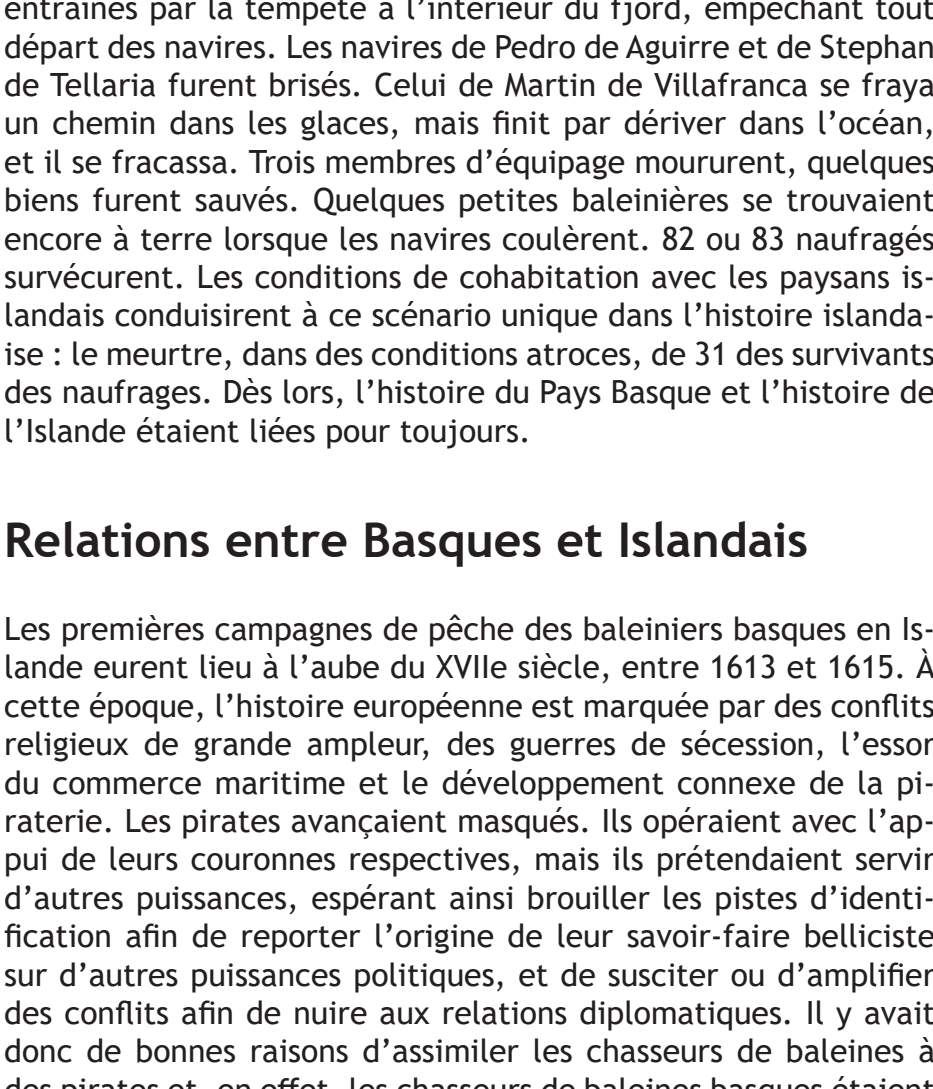 entraînés par la tempête à l’intérieur du fjord, empêchant tout
départ des navires. Les navires de Pedro de Aguirre et de Stephan
de Tellaria furent brisés. Celui de Martin de Villafranca se fraya
un chemin dans les glaces, mais finit par dériver dans l’océan,
et il se fracassa. Trois membres d’équipage moururent, quelques
biens furent sauvés. Quelques petites baleinières se trouvaient
encore à terre lorsque les navires coulèrent. 82 ou 83 naufragés
survécurent. Les conditions de cohabitation avec les paysans is-
landais conduisirent à ce scénario unique dans l’histoire islanda-
ise : le meurtre, dans des conditions atroces, de 31 des survivants
des naufrages. Dès lors, l’histoire du Pays Basque et l’histoire de
l’Islande étaient liées pour toujours.
Relations entre Basques et Islandais
Les premières campagnes de pêche des baleiniers basques en Is-
lande eurent lieu à l’aube du XVIIe siècle, entre 1613 et 1615. À
cette époque, l’histoire européenne est marquée par des conflits
religieux de grande ampleur, des guerres de sécession, l’essor
du commerce maritime et le développement connexe de la pi-
raterie. Les pirates avançaient masqués. Ils opéraient avec l’ap-
pui de leurs couronnes respectives, mais ils prétendaient servir
d’autres puissances, espérant ainsi brouiller les pistes d’identi-
fication afin de reporter l’origine de leur savoir-faire belliciste
sur d’autres puissances politiques, et de susciter ou d’amplifier
des conflits afin de nuire aux relations diplomatiques. Il y avait
donc de bonnes raisons d’assimiler les chasseurs de baleines à
des pirates et, en effet, les chasseurs de baleines basques étaient